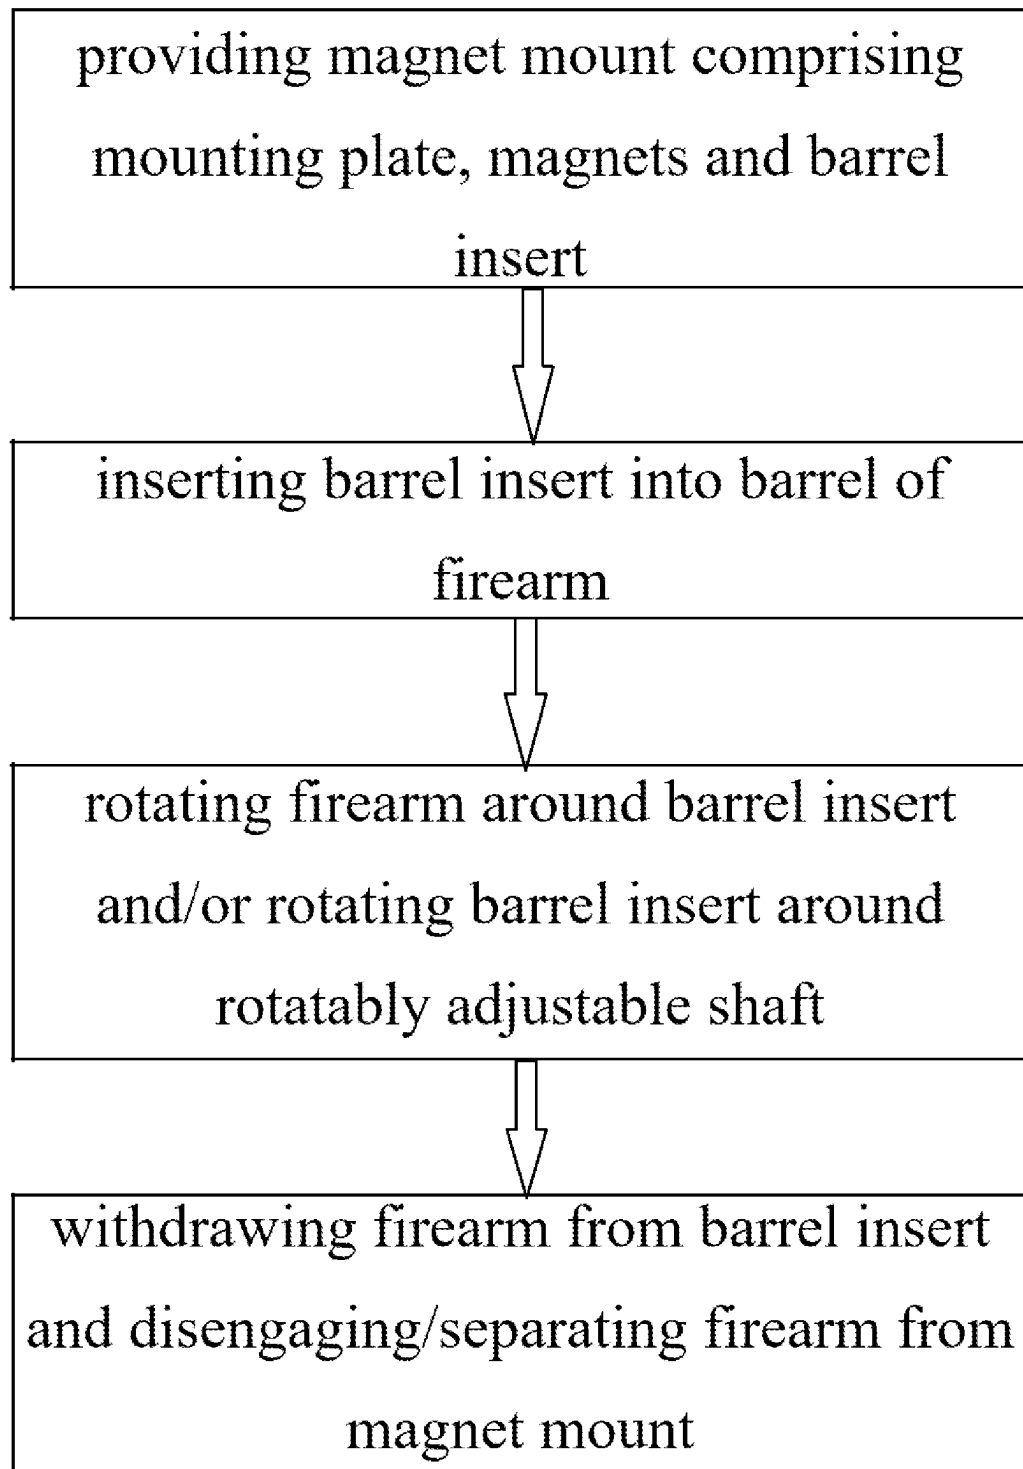 providing magnet mount comprising
mounting plate, magnets and barrel
insert
inserting barrel insert into barrel of
firearm
rotating firearm around barrel insert
and/or rotating barrel insert around
rotatably adjustable shaft
withdrawing firearm from barrel insert
and disengaging/separating firearm from
magnet mount